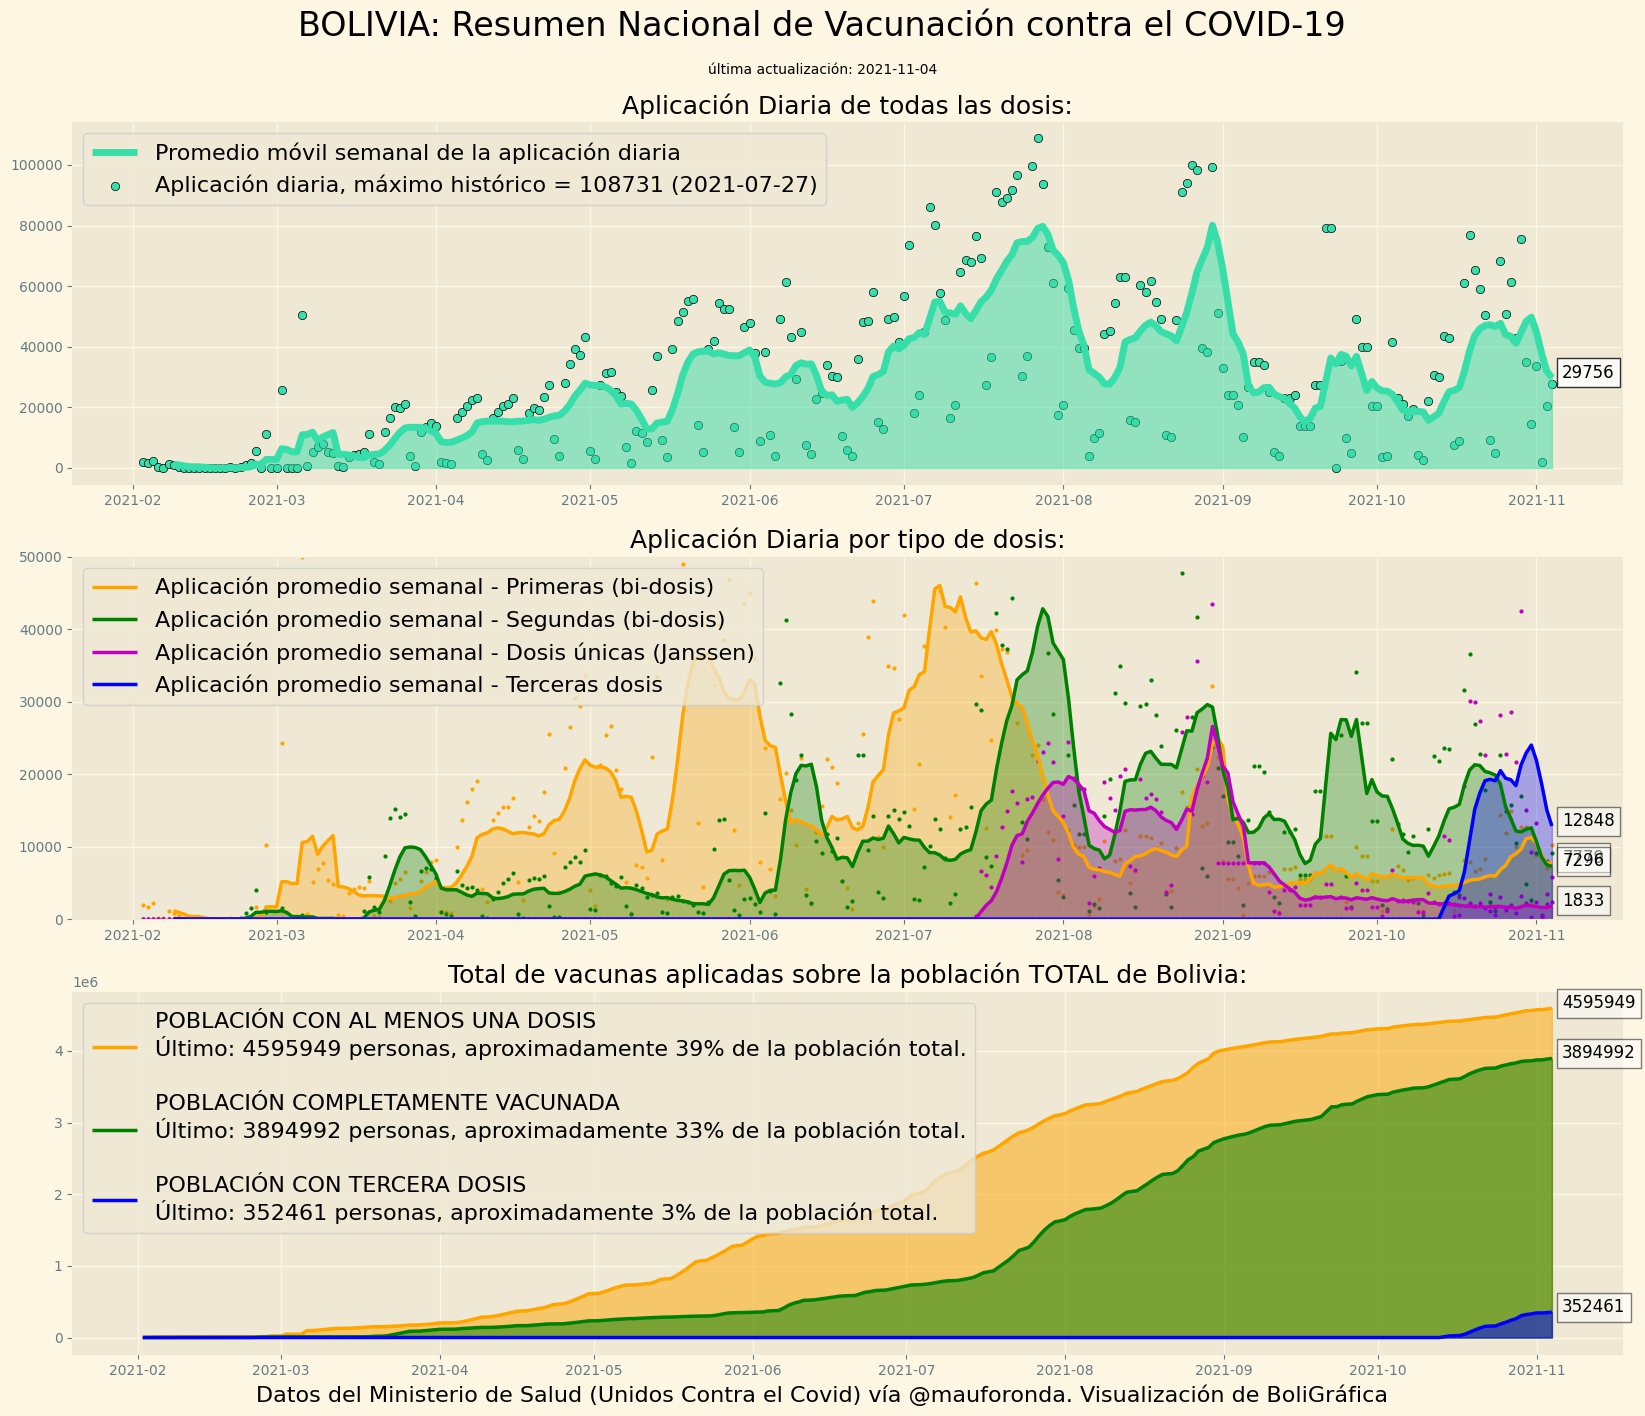 BOLIVIA: Resumen Nacional de Vacunación contra el COVID-19
última actualización: 2021-11-04
Aplicación Diaria de todas las dosis:
Promedio móvil semanal de la aplicación diaria
Aplicación diaria, máximo histórico = 108731 (2021-07-27)
100000
80000
60000
40000
20000
0
29756
2021-02 2021-03 2021-04 2021-05 2021-06 2021-07 2021-08 2021-09 2021-10 2021-11
Aplicación Diaria por tipo de dosis:
Aplicación promedio semanal - Primeras (bi-dosis)
Aplicación promedio semanal - Segundas (bi-dosis)
Aplicación promedio semanal - Dosis únicas (Janssen)
Aplicación promedio semanal - Terceras dosis
50000
40000
30000
20000
10000
0
12848
7296
1833
2021-02 2021-03 2021-04 2021-05 2021-06 2021-07 2021-08 2021-09 2021-10 2021-11
Total de vacunas aplicadas sobre la población TOTAL de Bolivia:
1e6
POBLACIÓN CON AL MENOS UNA DOSIS
Último: 4595949 personas, aproximadamente 39% de la población total.
POBLACIÓN COMPLETAMENTE VACUNADA
Último: 3894992 personas, aproximadamente 33% de la población total.
POBLACIÓN CON TERCERA DOSIS
Último: 352461 personas, aproximadamente 3% de la población total.
4
3
2
1
0
4595949
3894992
352461
2021-02 2021-03 2021-04 2021-05 2021-06 2021-07 2021-08 2021-09 2021-10 2021-11
Datos del Ministerio de Salud (Unidos Contra el Covid) vía @mauforonda. Visualización de BoliGráfica